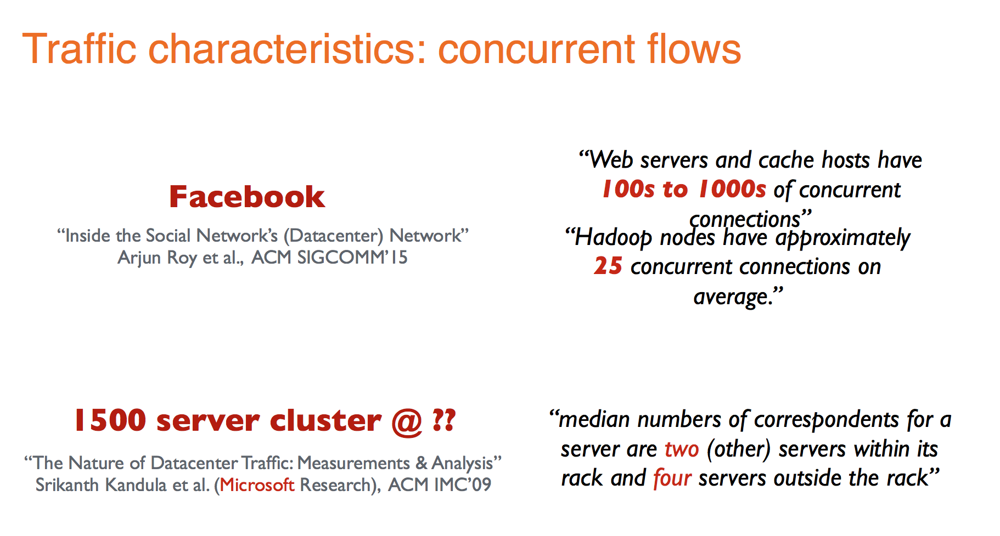 Traffic characteristics: concurrent flows
Facebook
“Inside the Social Network’s (Datacenter) Network”
Arjun Roy et al., ACM SIGCOMM’15
“Web servers and cache hosts have
100s to 1000s of concurrent
connections”
“Hadoop nodes have approximately
25 concurrent connections on
average.”
1500 server cluster @ ??
“The Nature of Datacenter Traffic: Measurements & Analysis”
Srikanth Kandula et al. (Microsoft Research), ACM IMC’09
“median numbers of correspondents for a
server are two (other) servers within its
rack and four servers outside the rack”